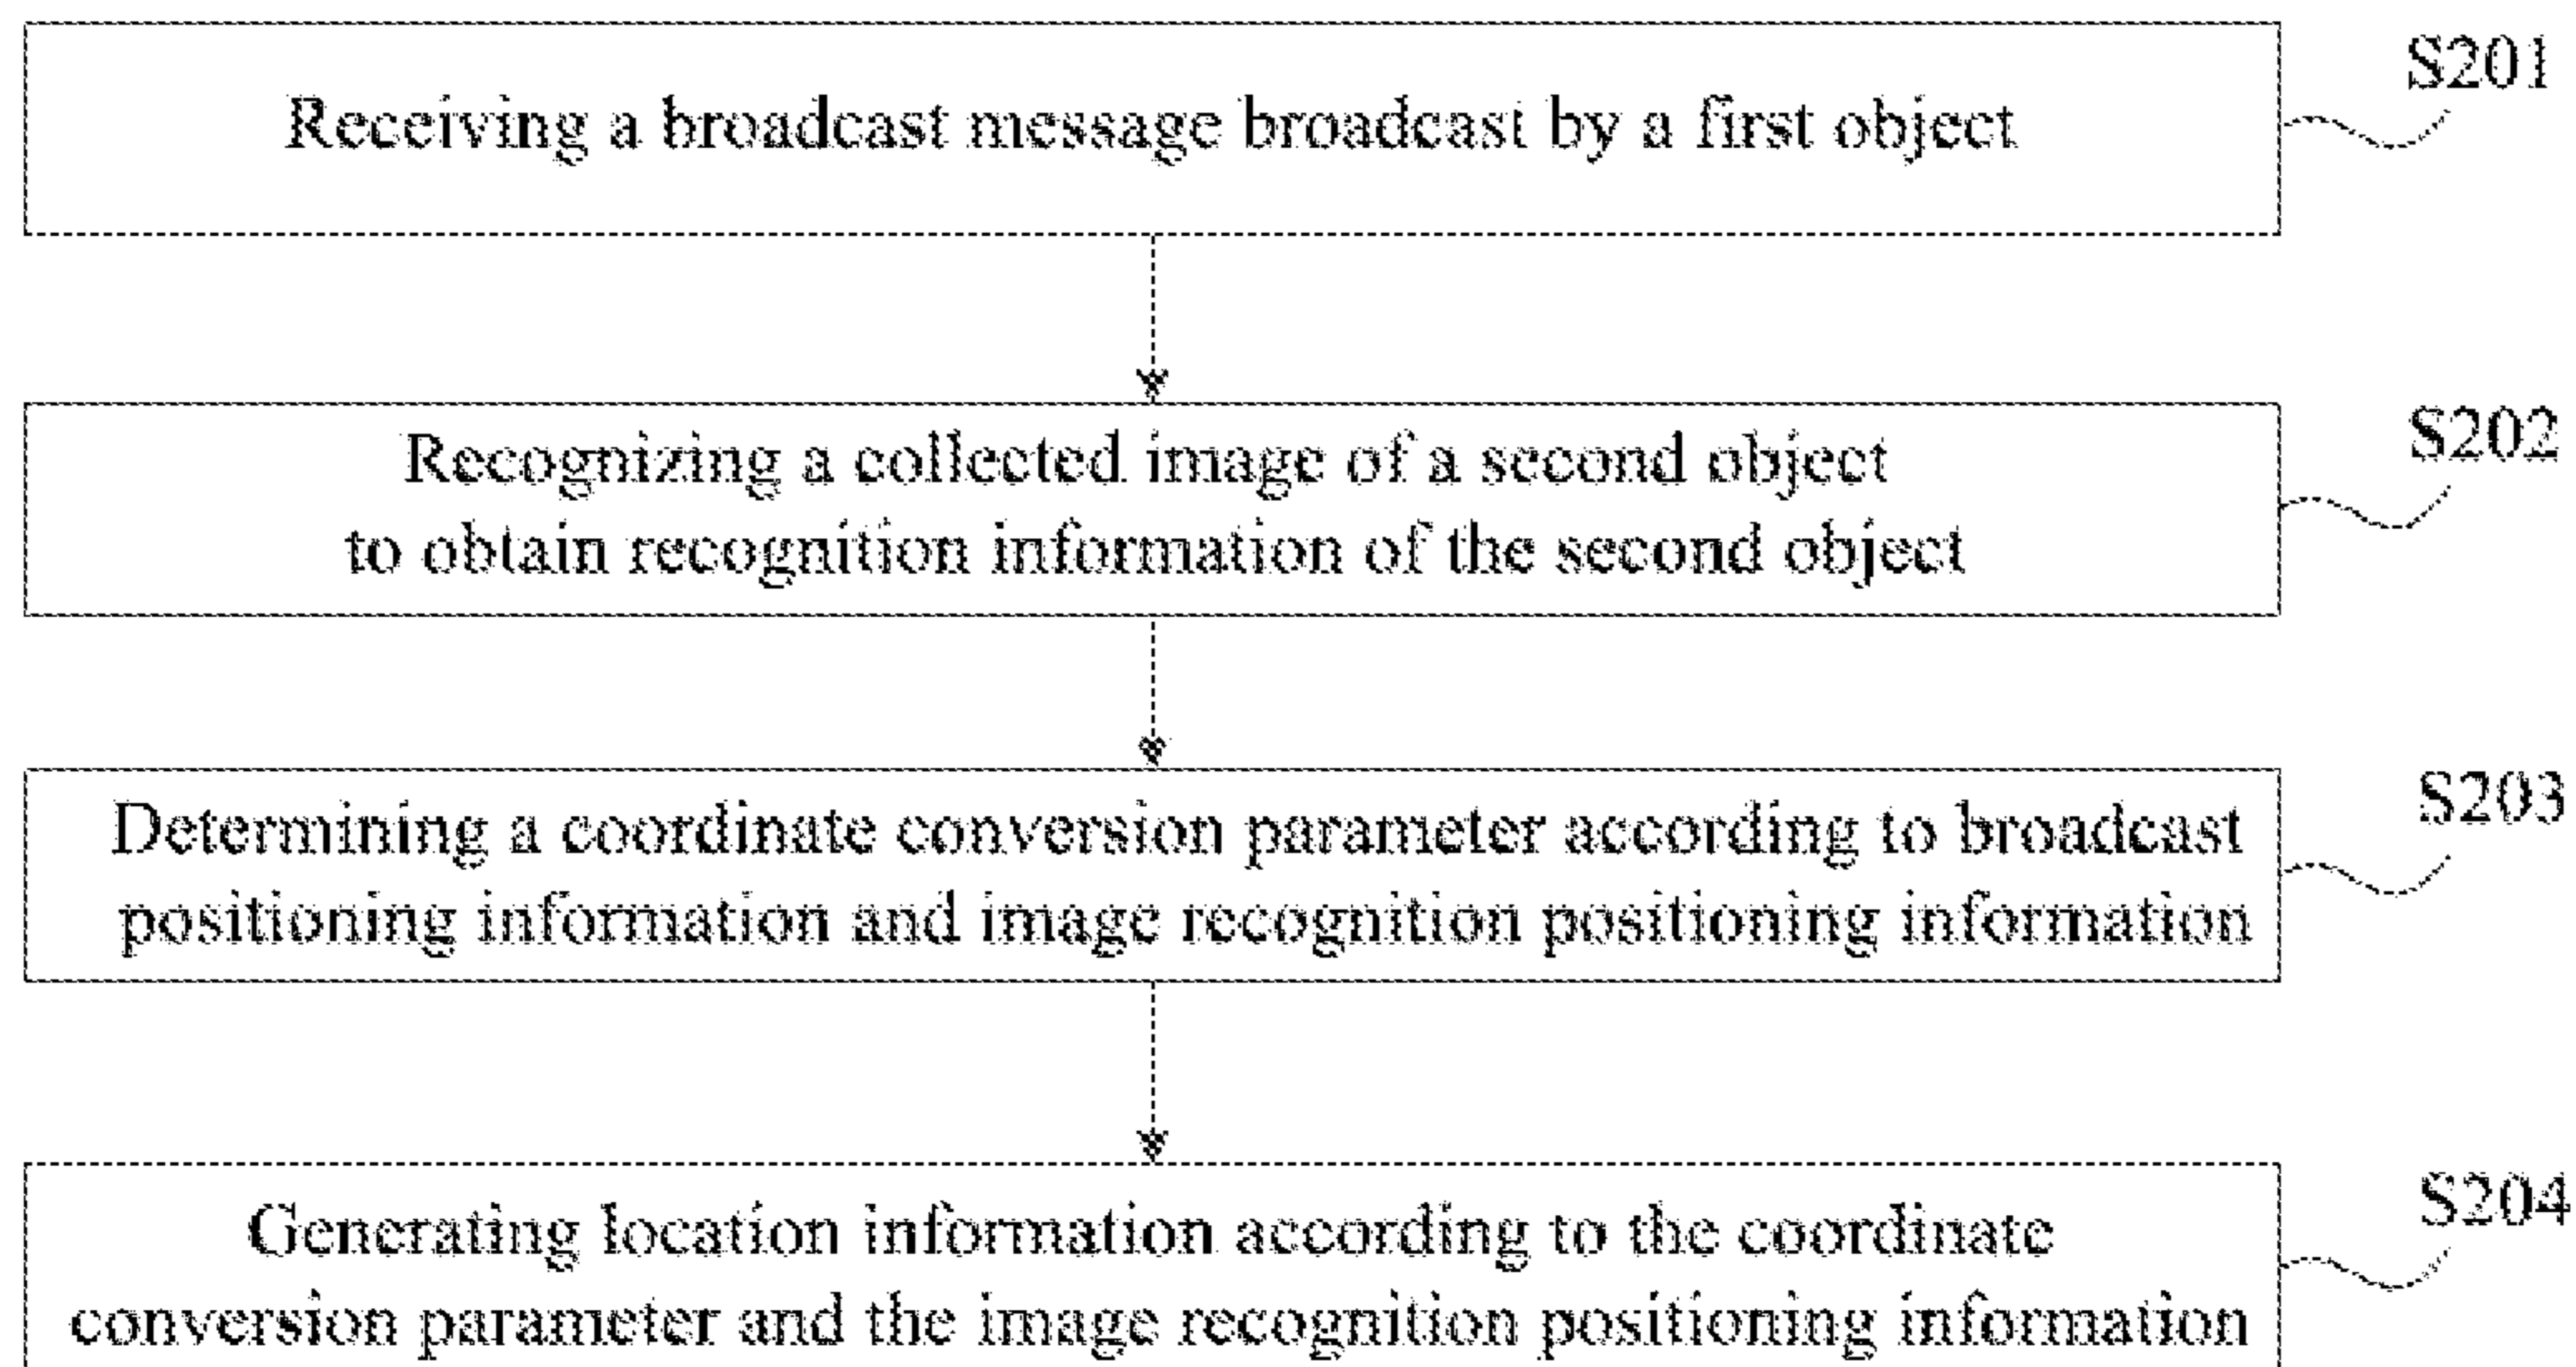 Receiving a broadcast message broadcast by a first object
S201
Recognizing a collected image of a second object
to obtain recognition information of the second object
S202
Determining a coordinate conversion parameter according to broadcast
positioning information and image recognition positioning information
S203
Generating location information according to the coordinate
conversion parameter and the image recognition positioning information
S204